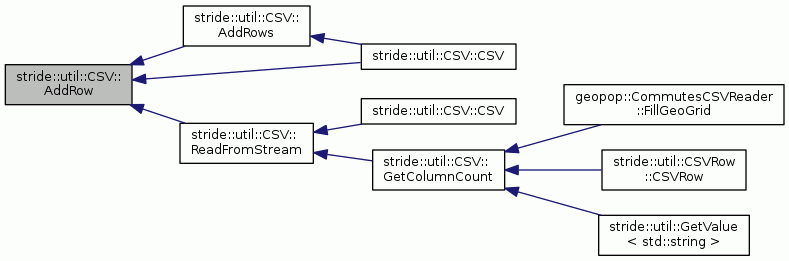 stride::util::CSV::
AddRow
stride::util::CSV::
AddRows
stride::util::CSV::CSV
stride::util::CSV::
ReadFromStream
stride::util::CSV::CSV
stride::util::CSV::
GetColumnCount
geopop::CommutesCSVReader
::FillGeoGrid
stride::util::CSVRow
::CSVRow
stride::util::GetValue
< std::string >